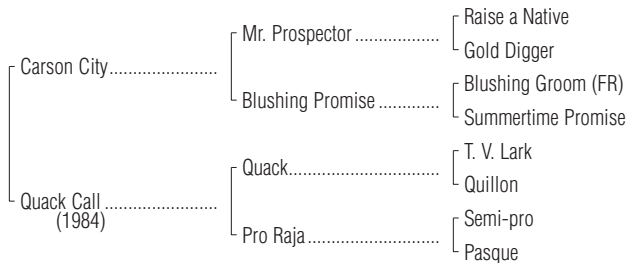 Raise a Native
Mr. Prospector ..................
Gold Digger
Carson City.......................
Blushing Groom (FR)
Blushing Promise .............
Summertime Promise
T. V. Lark
Quack................................
Quillon
Quack Call ........................
(1984)
Semi-pro
Pro Raja............................
Pasque